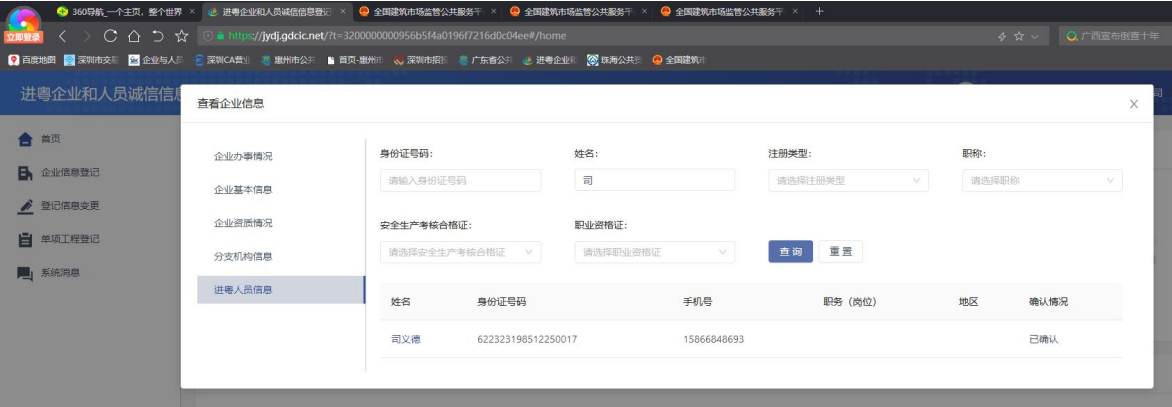 360导航_一个主页，整个世界 × 进粤企业和人员诚信信息登记 × 全国建筑市场监管公共服务平 × 全国建筑市场监管公共服务平 × 全国建筑市场监管公共服务平 × +
立即登录 https://jydj.gdcic.net/?t=3200000000956b5f4a0196f7216d0c04ee#/home 广西宣布倒查十年
百度地图 深圳市交易 企业与人员 深圳CA营业 惠州市公共 首页-惠州市 深圳市招投 广东省公共 进粤企业和 珠海公共资 全国建筑市
进粤企业和人员诚信信息
司
查看企业信息 ×
首页
企业信息登记
登记信息变更
单项工程登记
系统消息
企业办事情况
企业基本信息
企业资质情况
分支机构信息
进粤人员信息
身份证号码: 姓名: 注册类型: 职称:
请输入身份证号码 司 请选择注册类型 请选择职称
安全生产考核合格证: 职业资格证:
请选择安全生产考核合格证 请选择职业资格证 查询 重置
姓名 身份证号码 手机号 职务（岗位） 地区 确认情况
司义德 622323198512250017 15866848693 已确认